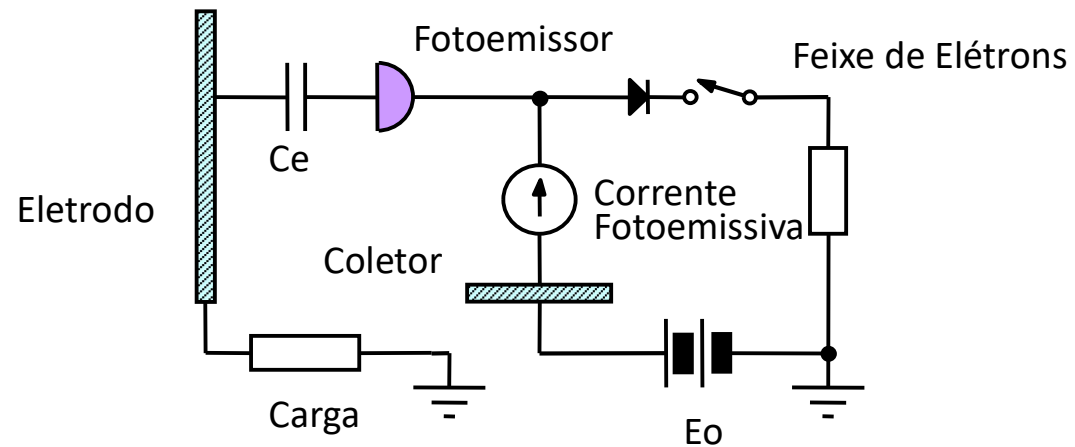 Fotoemissor
Feixe de Elétrons
Ce
Eletrodo
Corrente
Fotoemissiva
Coletor
Carga
Eo